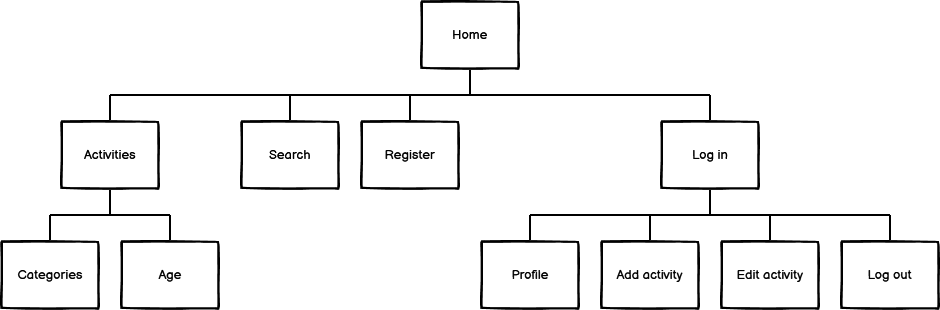 Home
Activities
Search
Register
Log in
Categories
Age
Profile
Add activity
Edit activity
Log out